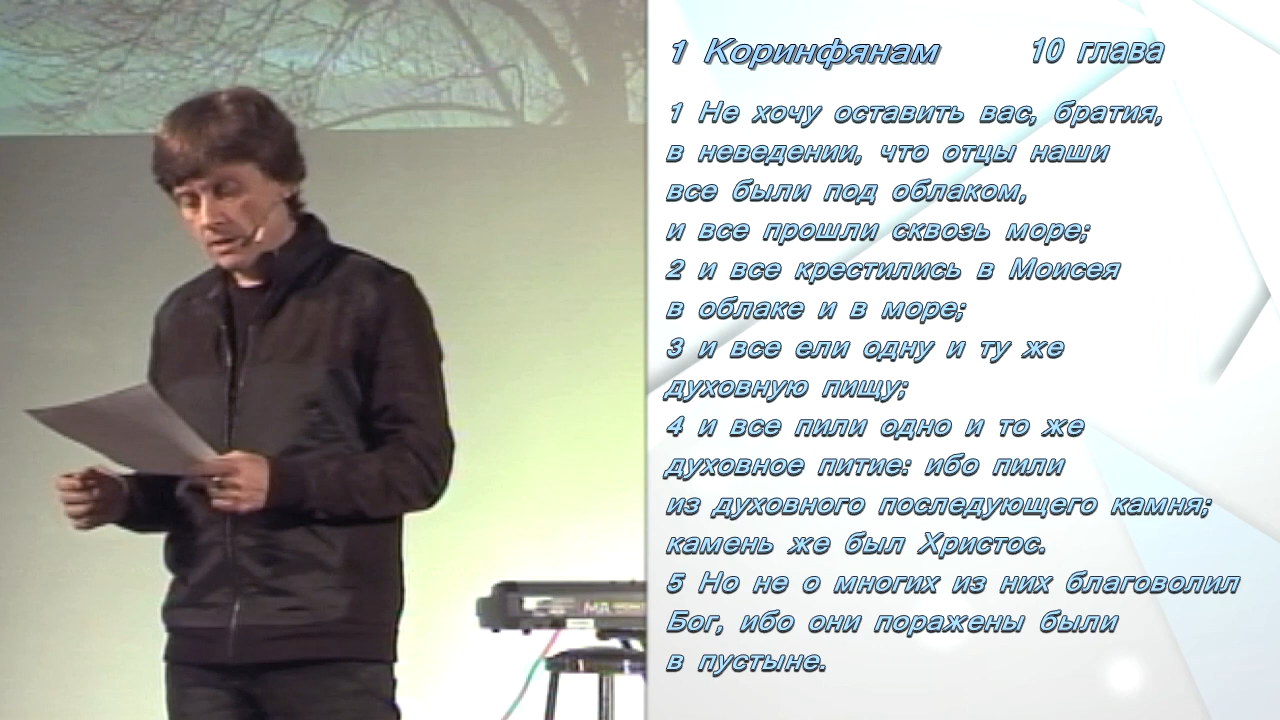 1 Коринфянам 10 глава
1 Не хочу оставить вас, братия,
в неведении, что отцы наши
все были под облаком,
и все прошли сквозь море;
2 и все крестились в Моисея
в облаке и в море;
3 и все ели одну и ту же
духовную пищу;
4 и все пили одно и то же
духовное питие: ибо пили
из духовного последующего камня;
камень же был Христос.
5 Но не о многих из них благоволил
Бог, ибо они поражены были
в пустыне.